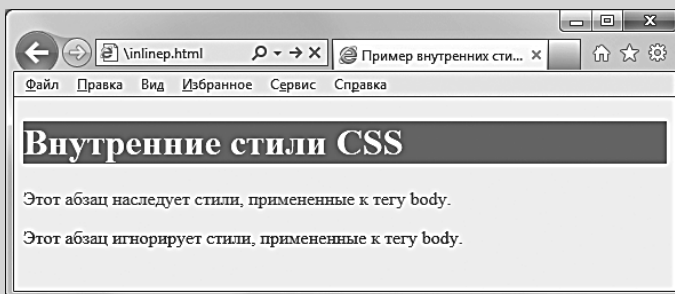 \inlinep.html
Пример внутренних сти...
Файл Правка Вид Избранное Сервис Справка
Внутренние стили CSS
Этот абзац наследует стили, примененные к тегу body.
Этот абзац игнорирует стили, примененные к тегу body.